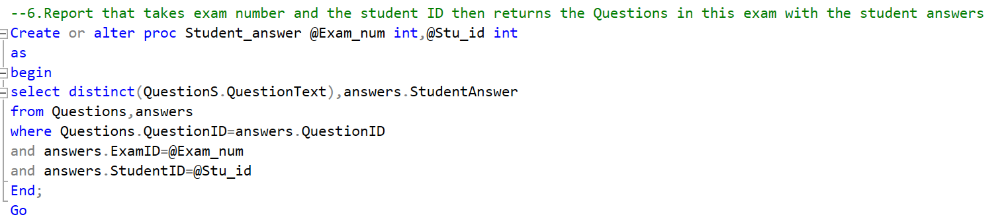 --6.Report that takes exam number and the student ID then returns the Questions in this exam with the student answers
Create or alter proc Student_answer @Exam_num int,@Stu_id int
as
begin
select distinct(QuestionS.QuestionText),answers.StudentAnswer
from Questions,answers
where Questions.QuestionID=answers.QuestionID
and answers.ExamID=@Exam_num
and answers.StudentID=@Stu_id
End;
Go